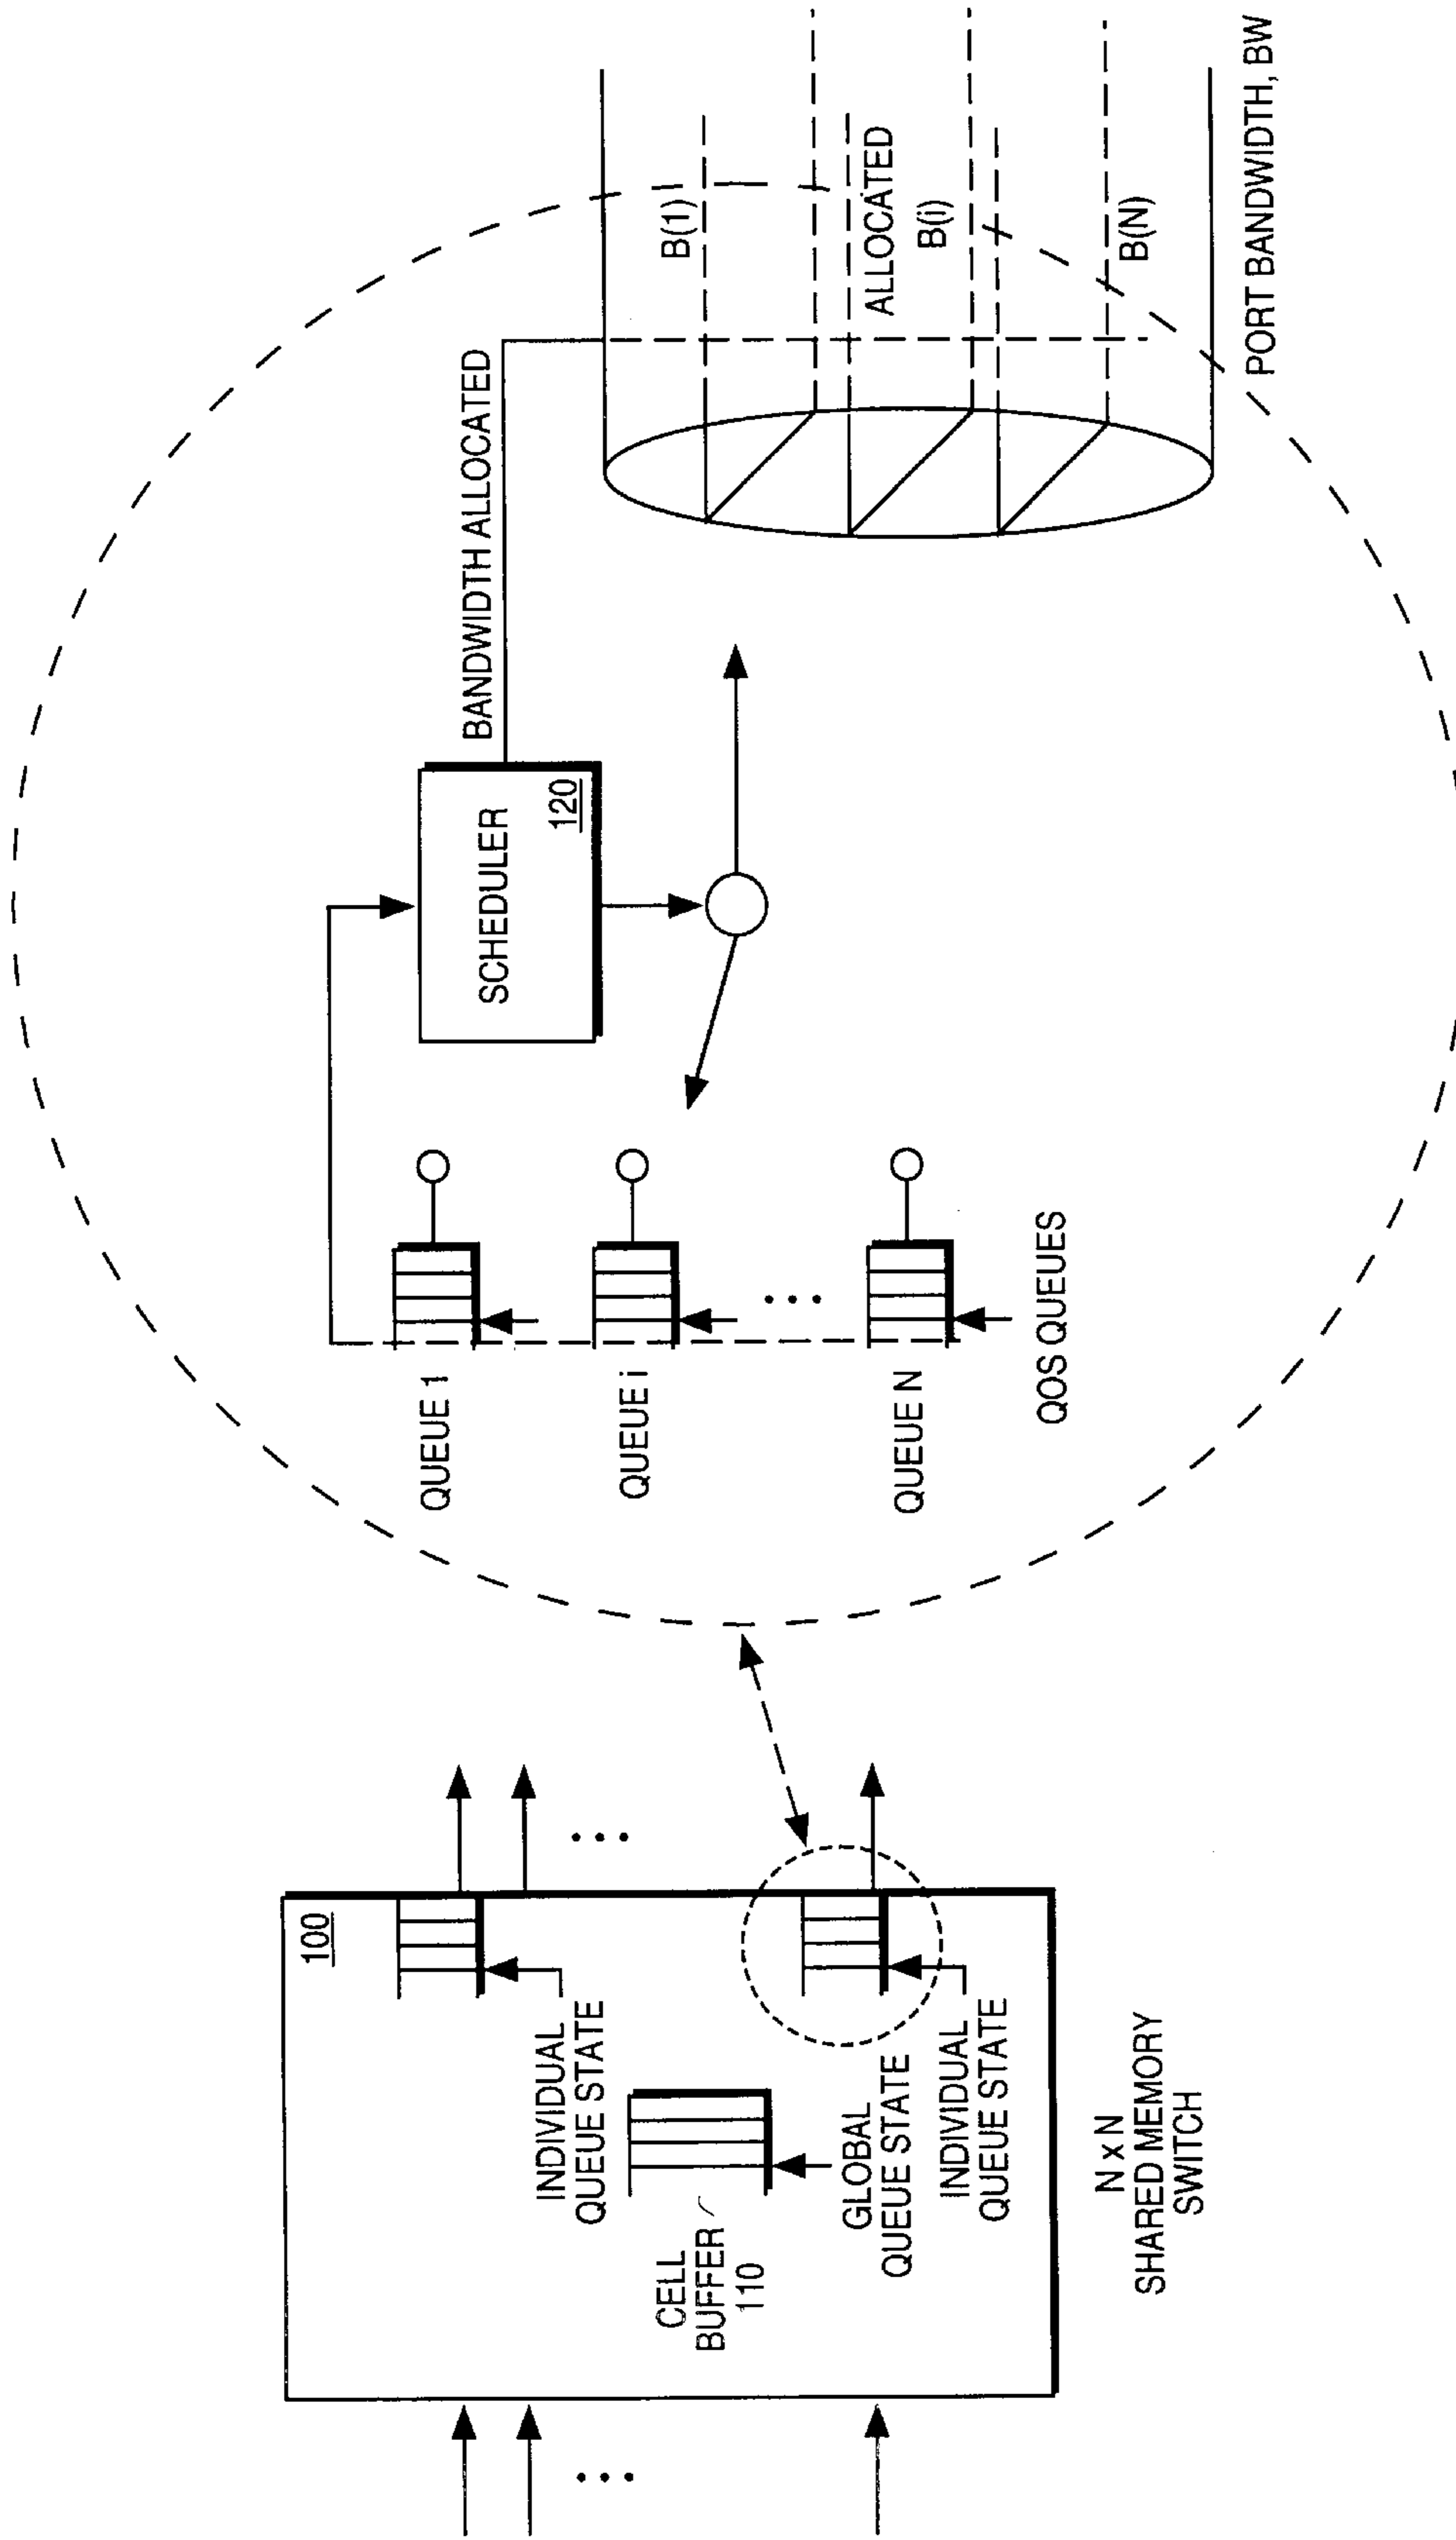 100
INDIVIDUAL
QUEUE STATE
CELL
BUFFER
110
GLOBAL
QUEUE STATE
INDIVIDUAL
QUEUE STATE
N x N
SHARED MEMORY
SWITCH
QUEUE 1
QUEUE i
QUEUE N
QOS QUEUES
SCHEDULER
120
BANDWIDTH ALLOCATED
B(1)
ALLOCATED
B(i)
B(N)
PORT BANDWIDTH, BW